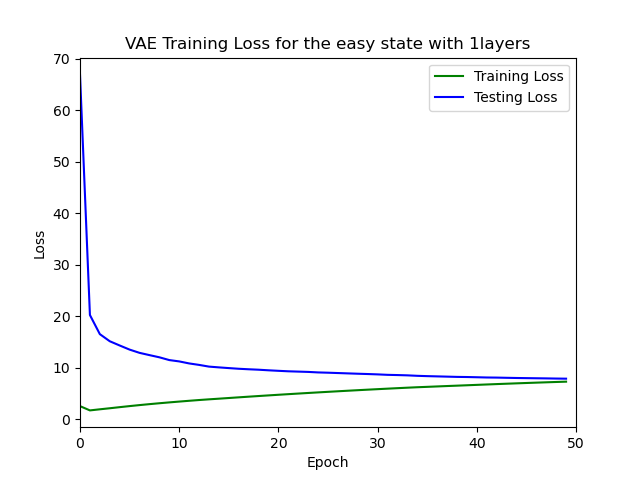 VAE Training Loss for the easy state with 1layers
Training Loss
Testing Loss
Loss
70
60
50
40
30
20
10
0
0 10 20 30 40 50
Epoch